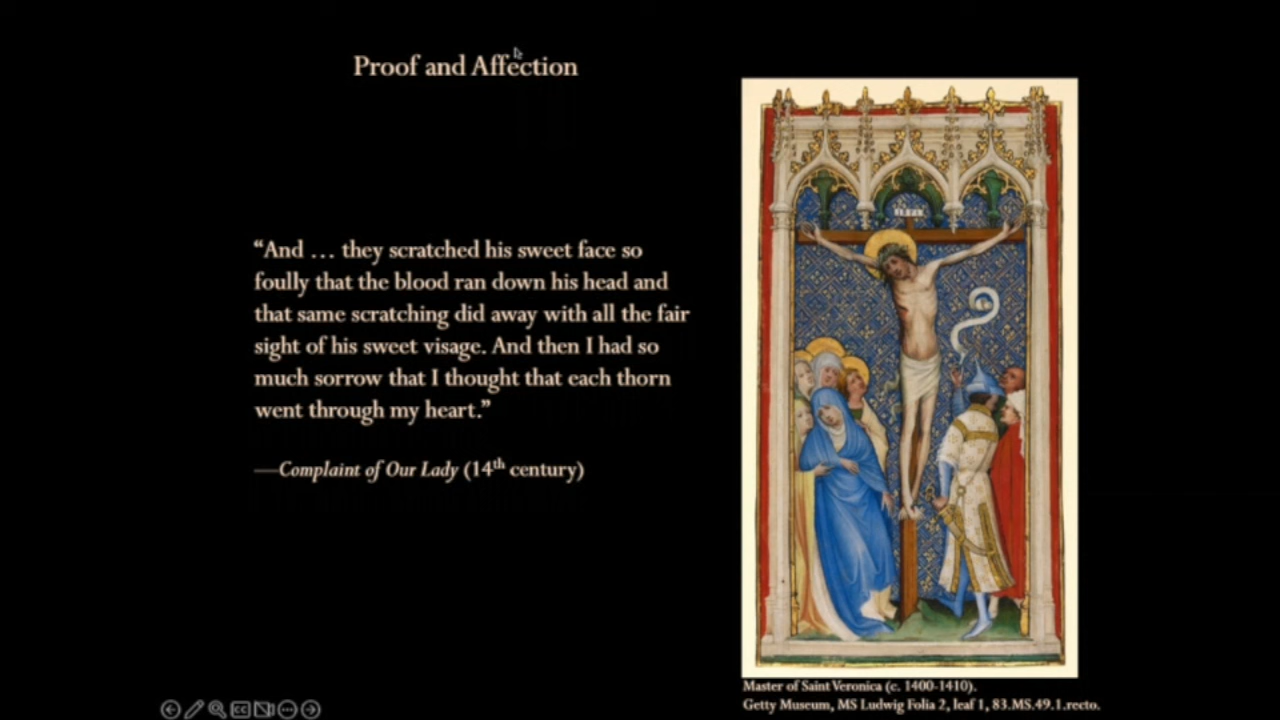 Proof and Affection
“And … they scratched his sweet face so
foully that the blood ran down his head and
that same scratching did away with all the fair
sight of his sweet visage. And then I had so
much sorrow that I thought that each thorn
went through my heart.”
—Complaint of Our Lady (14th century)
Master of Saint Veronica (c. 1400-1410).
Getty Museum, MS Ludwig Folia 2, leaf 1, 83.MS.49.1.recto.